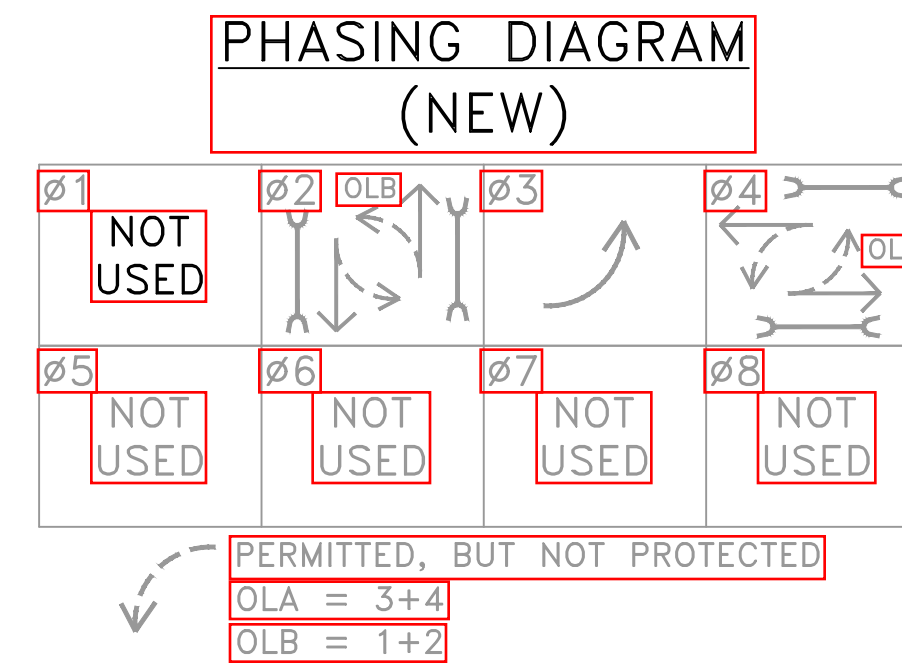 PHASING DIAGRAM
(NEW)
Ø1
NOT
USED
Ø2
OLB
Ø3
Ø4
OL
Ø5
NOT
USED
Ø6
NOT
USED
Ø7
NOT
USED
Ø8
NOT
USED
PERMITTED, BUT NOT PROTECTED
OLA = 3+4
OLB = 1+2